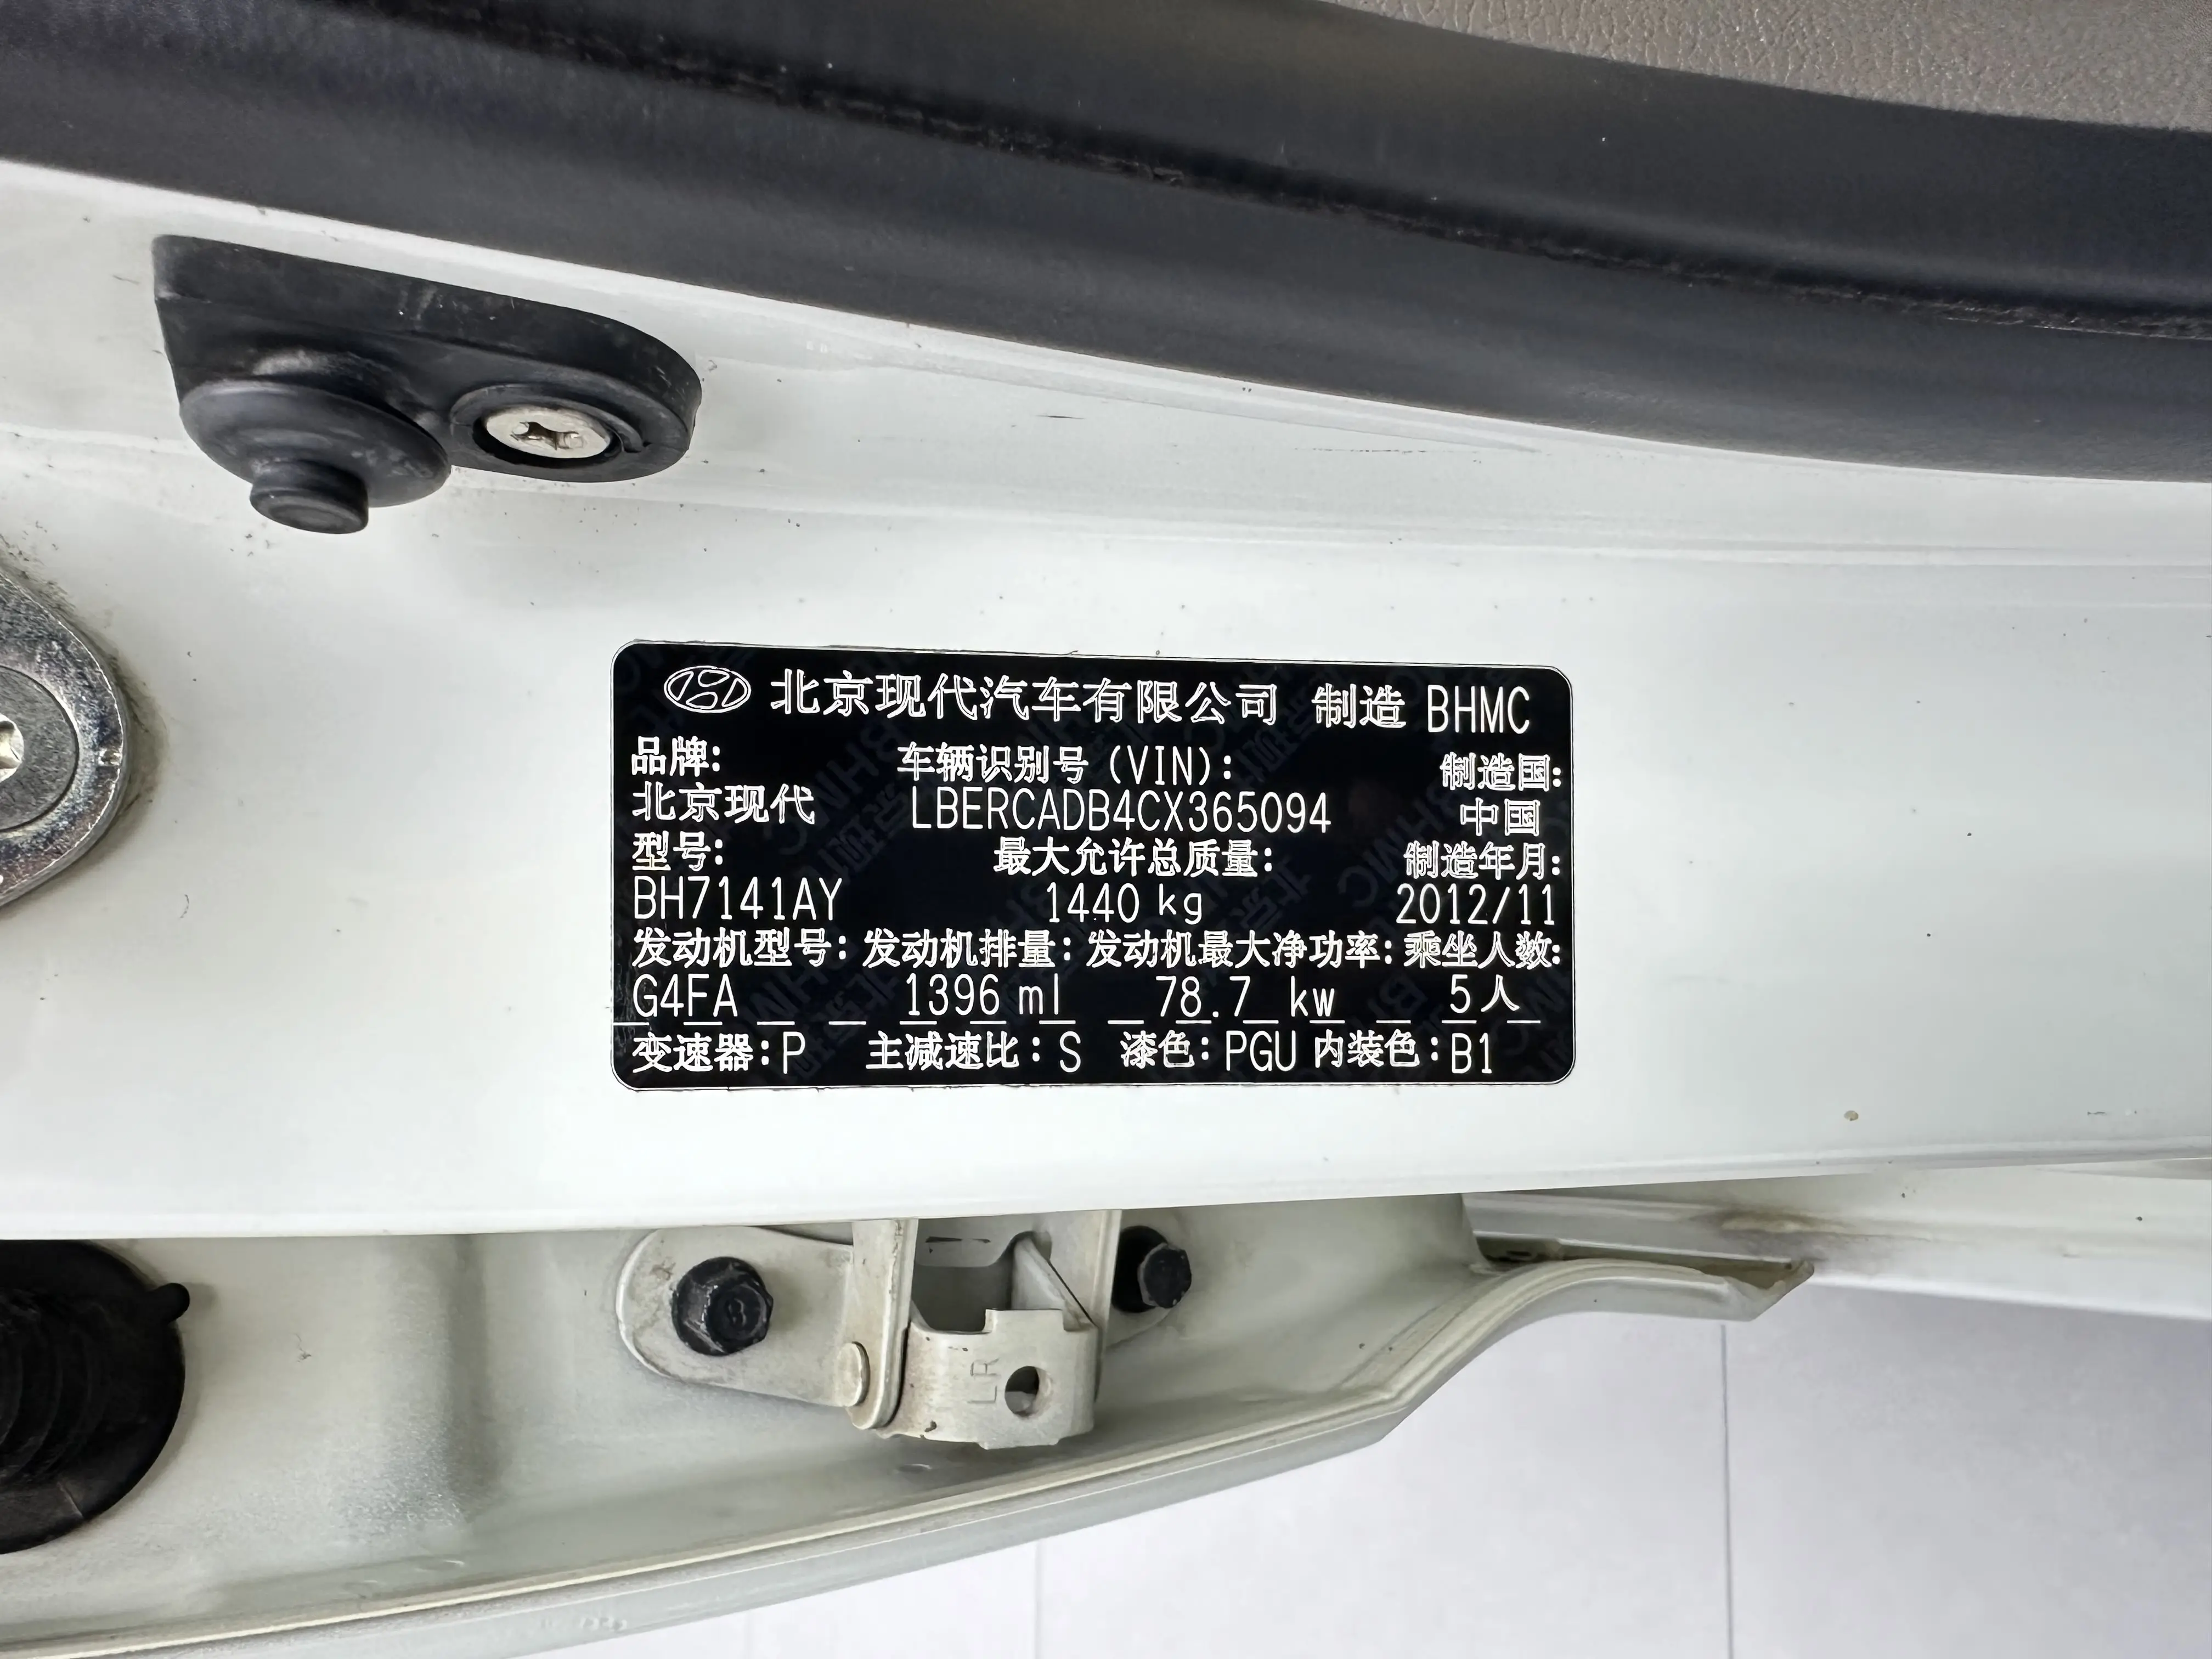 北京现代汽车有限公司 制造 BHMC
品牌: 车辆识别号 (VIN): 制造国:
北京现代 LBERCADB4CX365094 中国
型号: 最大允许总质量: 制造年月:
BH7141AY 1440 kg 2012/11
发动机型号: 发动机排量: 发动机最大净功率: 乘坐人数:
G4FA 1396 ml 78.7 kw 5人
变速器: P 主减速比: S 漆色: PGU 内装色: B1
8
LR